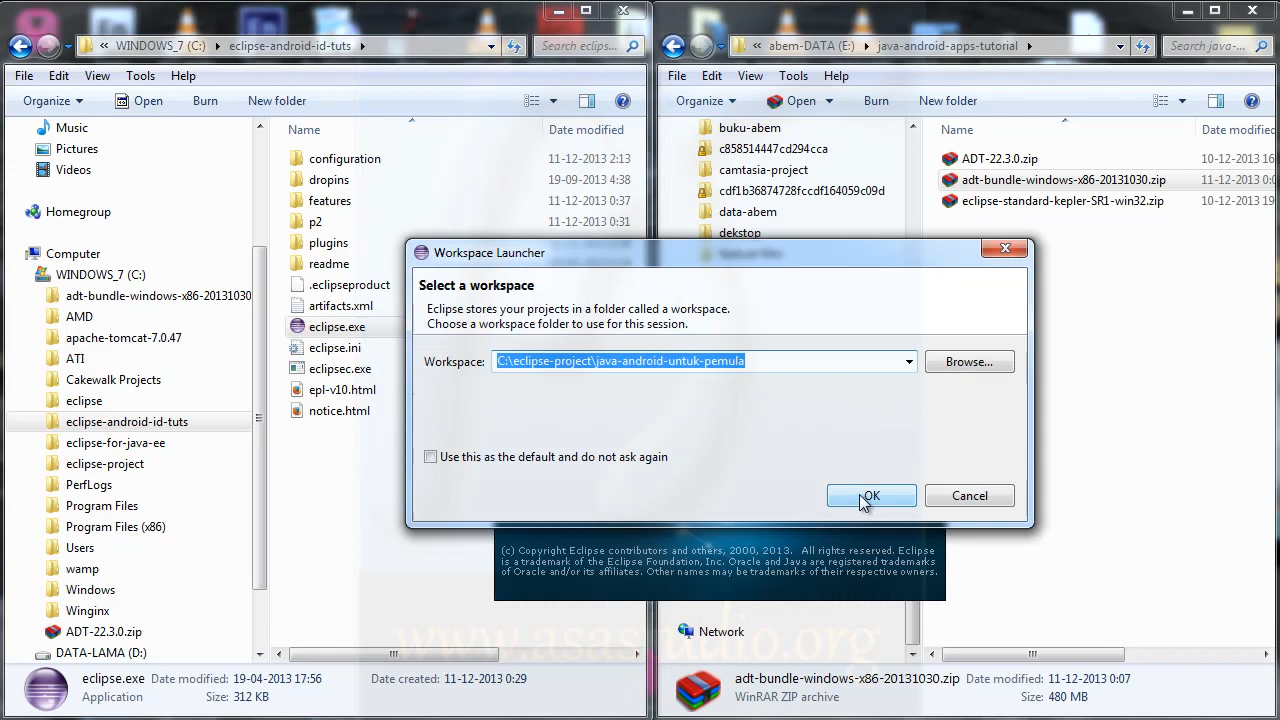 WINDOWS_7 (C:) eclipse-android-id-tuts Search eclips...
File Edit View Tools Help
Organize Open Burn New folder
Music
Pictures
Videos
Homegroup
Computer
WINDOWS_7 (C:)
adt-bundle-windows-x86-20131030
AMD
apache-tomcat-7.0.47
ATI
Cakewalk Projects
eclipse
eclipse-android-id-tuts
eclipse-for-java-ee
eclipse-project
PerfLogs
Program Files
Program Files (x86)
Users
wamp
Windows
Winginx
ADT-22.3.0.zip
DATA-LAMA (D:)
Name Date modified
configuration 11-12-2013 2:13
dropins 19-09-2013 4:38
features 11-12-2013 0:37
p2 11-12-2013 0:31
plugins
readme
.eclipseproduct
artifacts.xml
eclipse.exe
eclipse.ini
eclipsec.exe
epl-v10.html
notice.html
eclipse.exe Date modified: 19-04-2013 17:56 Date created: 11-12-2013 0:29
Application Size: 312 KB
abem-DATA (E:) java-android-apps-tutorial Search java-...
File Edit View Tools Help
Organize Open Burn New folder
buku-abem
c858514447cd294cca
camtasia-project
cdf1b36874728fccdf164059c09d
data-abem
dekstop
Network
Name Date modified
ADT-22.3.0.zip 10-12-2013 16
adt-bundle-windows-x86-20131030.zip 11-12-2013 0:0
eclipse-standard-kepler-SR1-win32.zip 10-12-2013 19
adt-bundle-windows-x86-20131030.zip Date modified: 11-12-2013 0:07
WinRAR ZIP archive Size: 480 MB
Workspace Launcher
Select a workspace
Eclipse stores your projects in a folder called a workspace.
Choose a workspace folder to use for this session.
Workspace: C:\eclipse-project\java-android-untuk-pemula Browse...
Use this as the default and do not ask again
OK Cancel
(c) Copyright Eclipse contributors and others, 2000, 2013. All rights reserved. Eclipse
is a trademark of the Eclipse Foundation, Inc. Oracle and Java are registered trademarks
of Oracle and/or its affiliates. Other names may be trademarks of their respective owners.